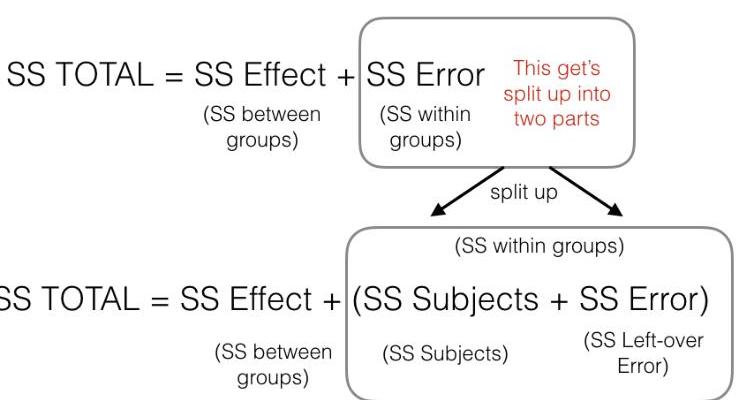 SS TOTAL = SS Effect + SS Error
This get's
split up into
two parts
(SS between
groups)
(SS within
groups)
split up
(SS within groups)
SS TOTAL = SS Effect + (SS Subjects + SS Error)
(SS between
groups)
(SS Subjects)
(SS Left-over
Error)